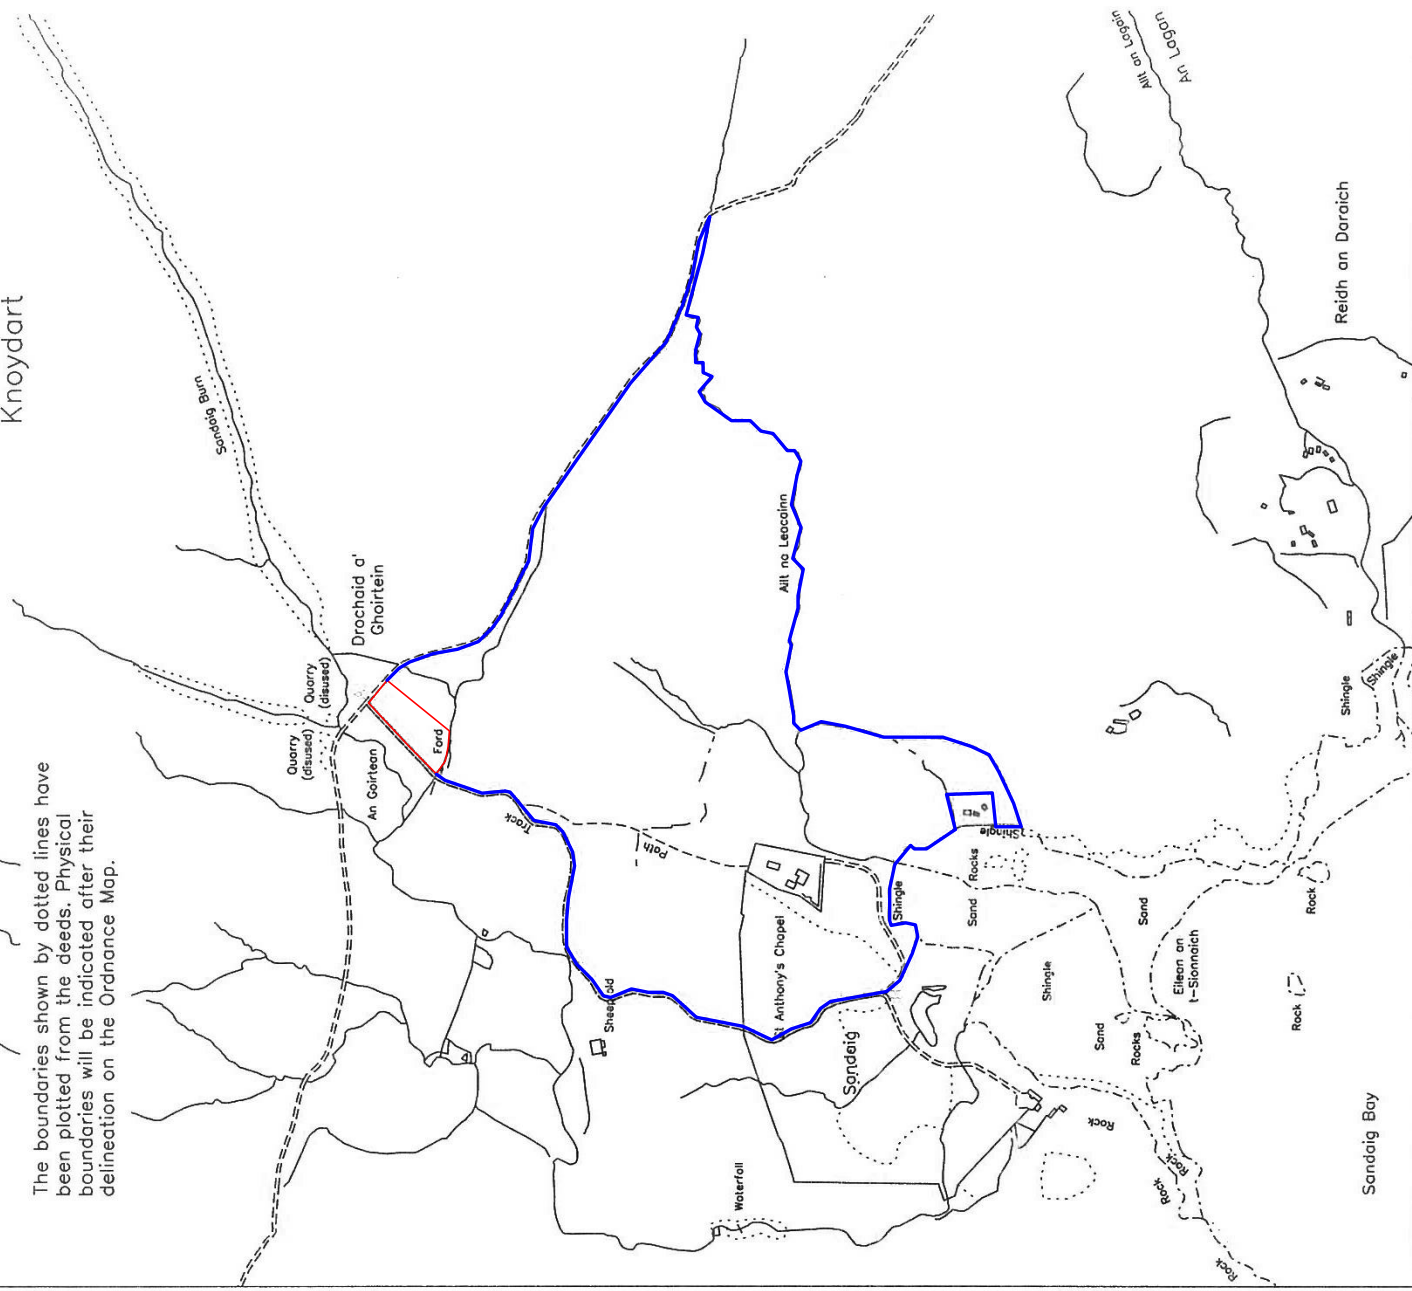 Knoydart
The boundaries shown by dotted lines have
been plotted from the deeds. Physical
boundaries will be indicated after their
delineation on the Ordnance Map.
Sandaig Burn
Quarry
(disused)
Quarry
(disused)
Drochaid a'
Ghoirtein
An Goirtean
Ford
Track
Path
Sheepfold
Allt na Leacainn
Allt an Lagain
An Lagan
Reidh an Daraich
t Anthony's Chapel
Sandaig
Waterfall
Shingle
Shingle
Rocks
Sand
Shingle
Sand
Sand
Rocks
Eilean an
t-Sionnaich
Rock
Rock
Shingle
Shingle
Rock
Rock
Rock
Rock
Sandaig Bay